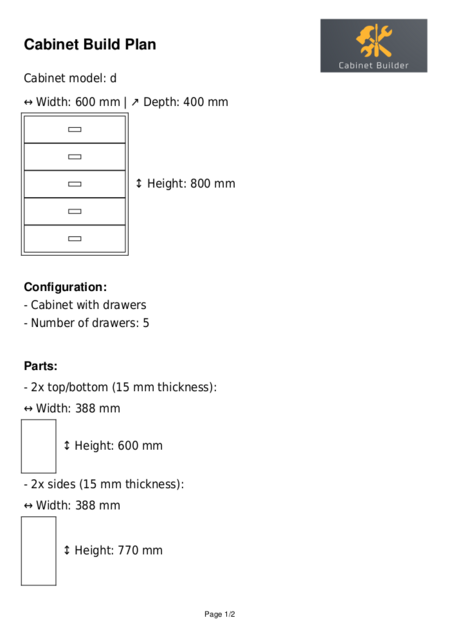 Cabinet Build Plan
Cabinet Builder
Cabinet model: d
↔ Width: 600 mm | ↗ Depth: 400 mm
↕ Height: 800 mm
Configuration:
- Cabinet with drawers
- Number of drawers: 5
Parts:
- 2x top/bottom (15 mm thickness):
↔ Width: 388 mm
↕ Height: 600 mm
- 2x sides (15 mm thickness):
↔ Width: 388 mm
↕ Height: 770 mm
Page 1/2